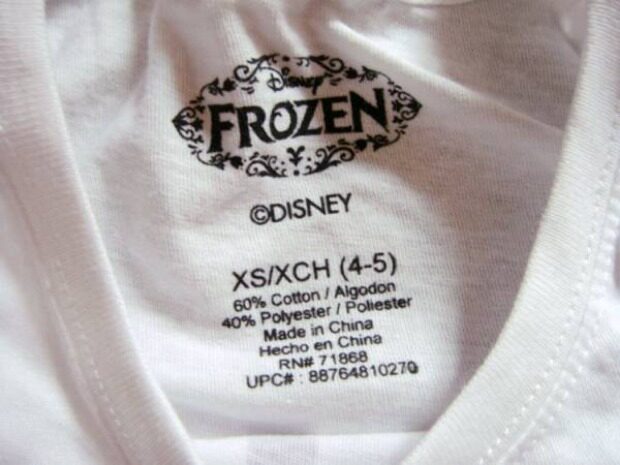 Disney
FROZEN
©DISNEY
XS/XCH (4-5)
60% Cotton / Algodon
40% Polyester / Poliester
Made in China
Hecho en China
RN# 71868
UPC# : 88764810270